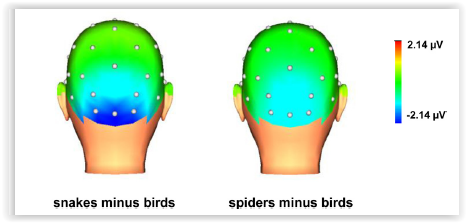 2.14 µV
-2.14 µV
snakes minus birds
spiders minus birds